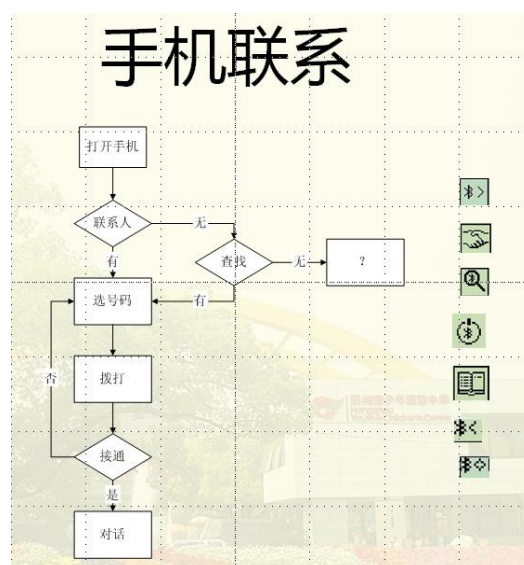 手机联系
打开手机
联系人
无
有
查找
无
?
选号码
有
否
拨打
接通
是
对话